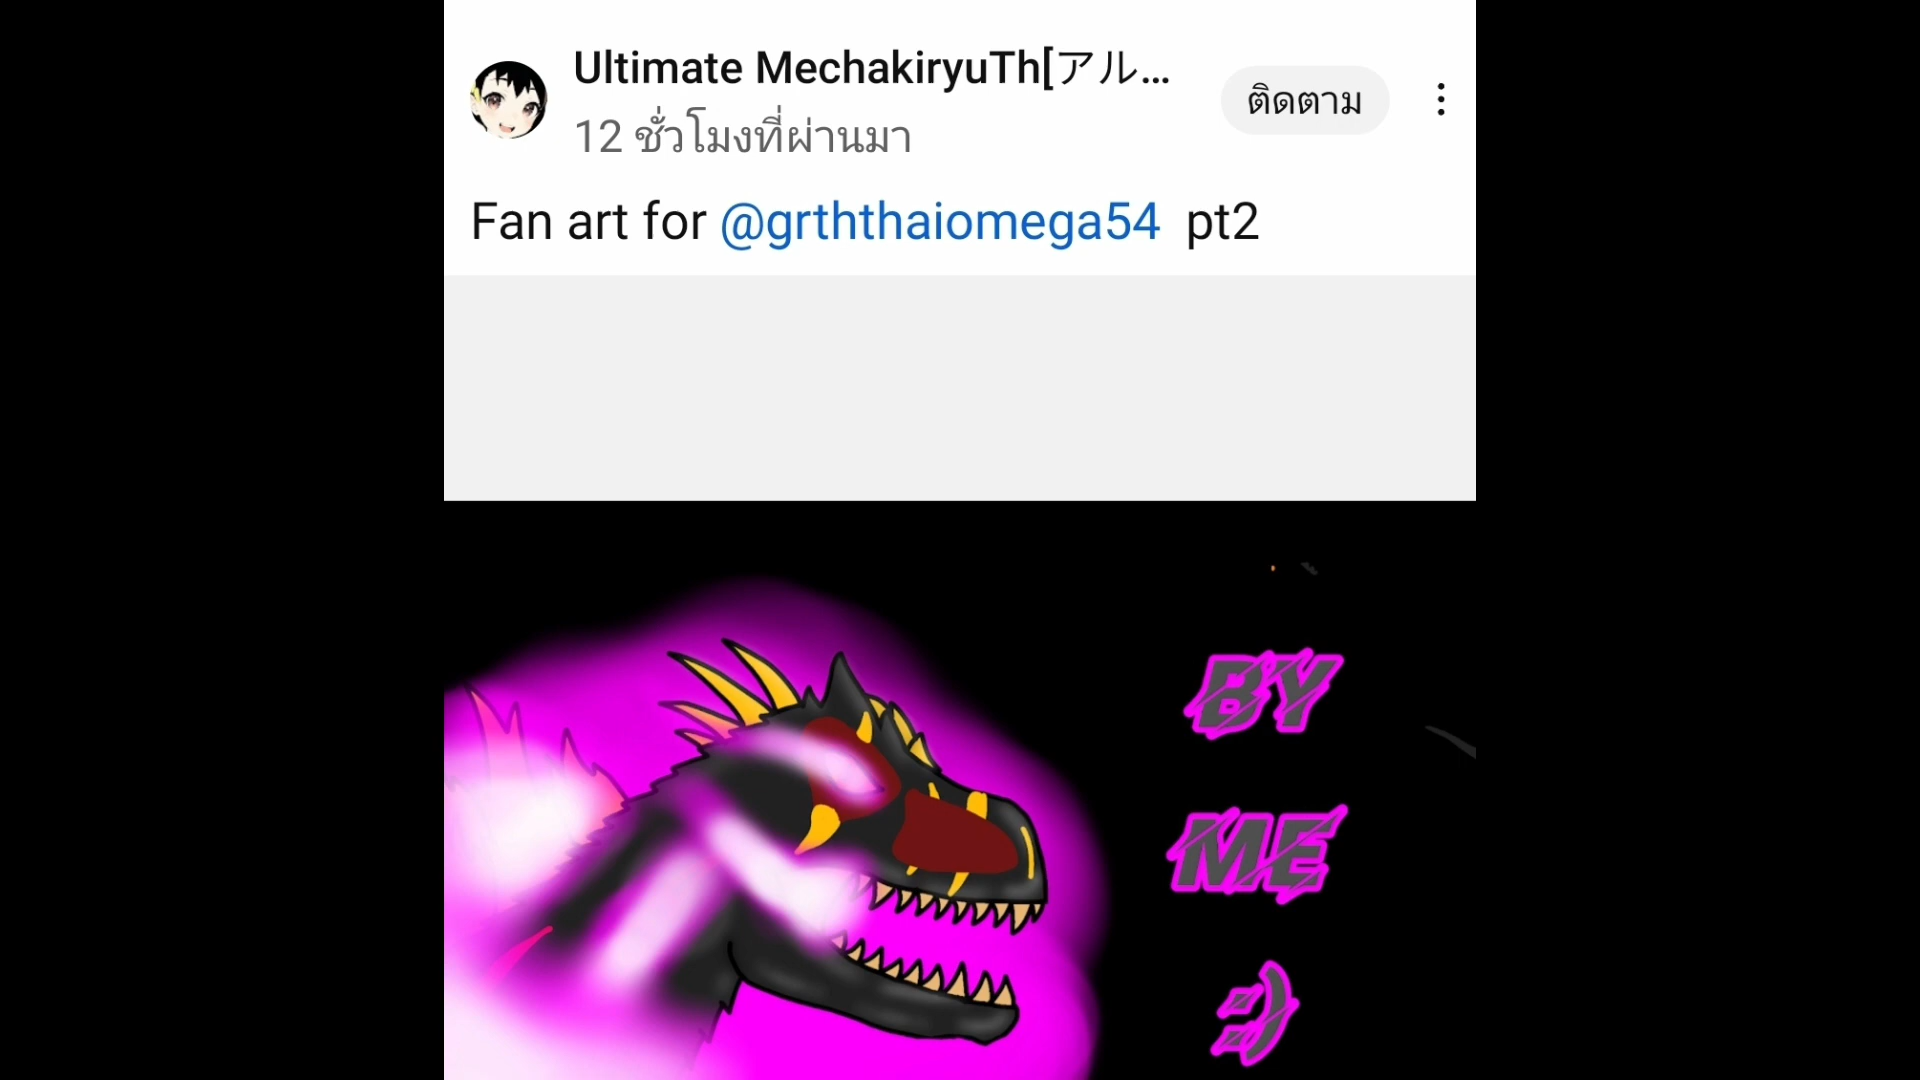 Ultimate MechakiryuTh[アル...
ติดตาม
12 ชั่วโมงที่ผ่านมา
Fan art for @grththaiomega54 pt2
BY
ME
:)